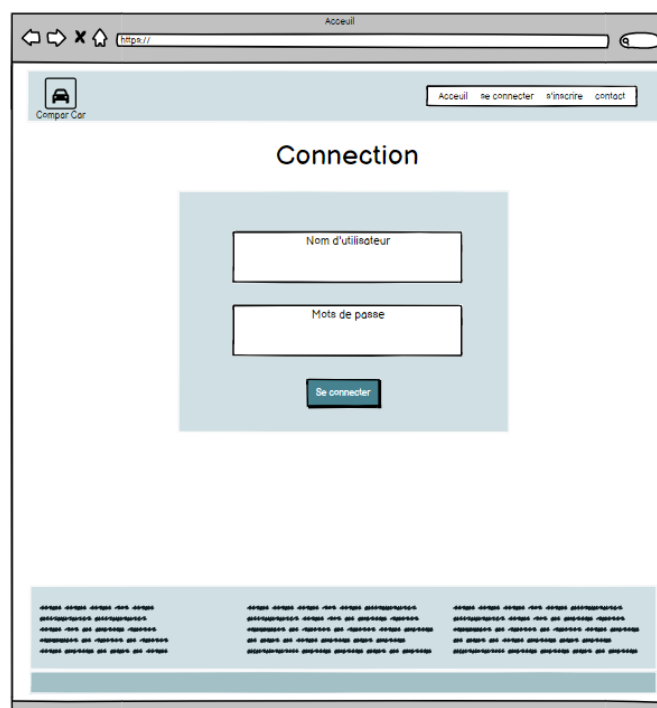 Acceuil
https://
Compar Car
Acceuil se connecter s'inscrire contact
Connection
Nom d'utilisateur
Mots de passe
Se connecter